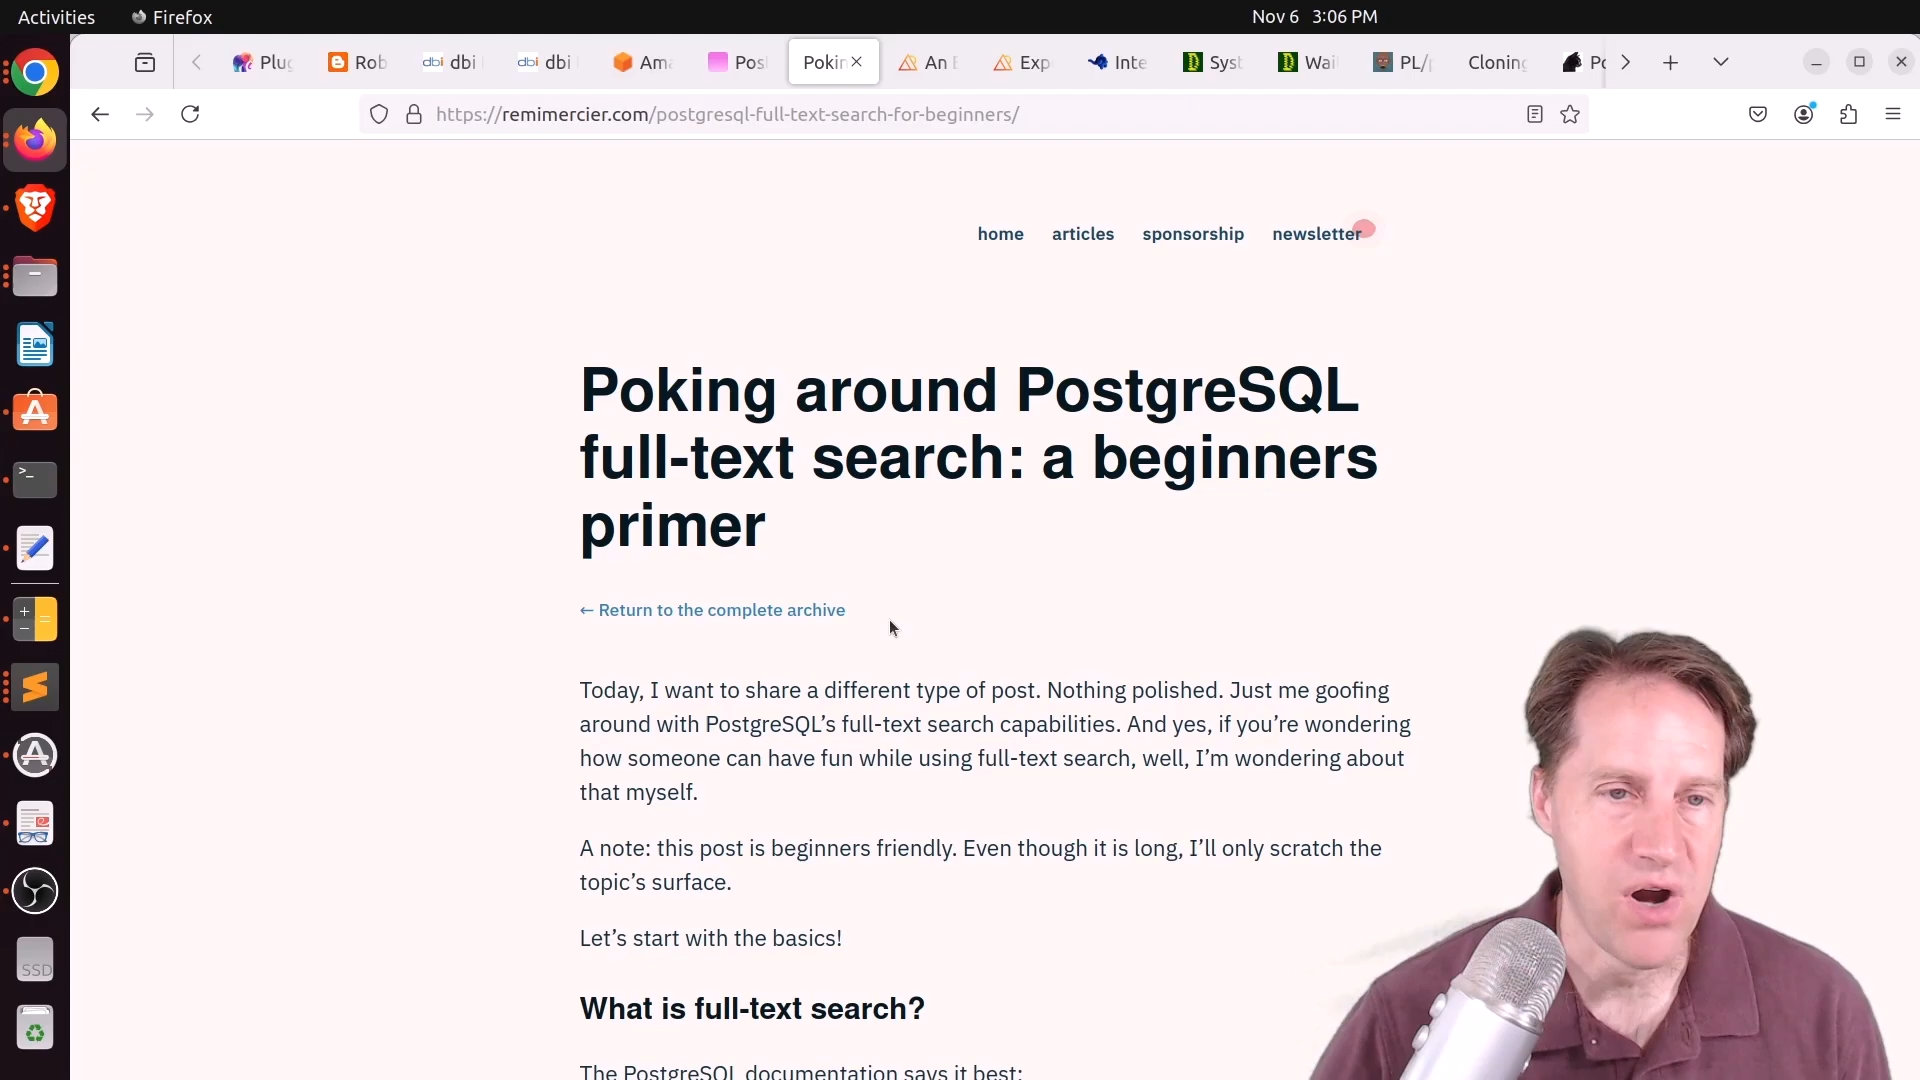 Activities
Firefox
Nov 6 3:06 PM
Plug
Rob
dbi
dbi
Ama
Post
Pokin
An E
Exp
Inte
Syst
Wai
PL/p
Cloning
Po
https://remimercier.com/postgresql-full-text-search-for-beginners/
home articles sponsorship newsletter
Poking around PostgreSQL
full-text search: a beginners
primer
← Return to the complete archive
Today, I want to share a different type of post. Nothing polished. Just me goofing
around with PostgreSQL’s full-text search capabilities. And yes, if you’re wondering
how someone can have fun while using full-text search, well, I’m wondering about
that myself.
A note: this post is beginners friendly. Even though it is long, I’ll only scratch the
topic’s surface.
Let’s start with the basics!
What is full-text search?
The PostgreSQL documentation says it best:
SSD